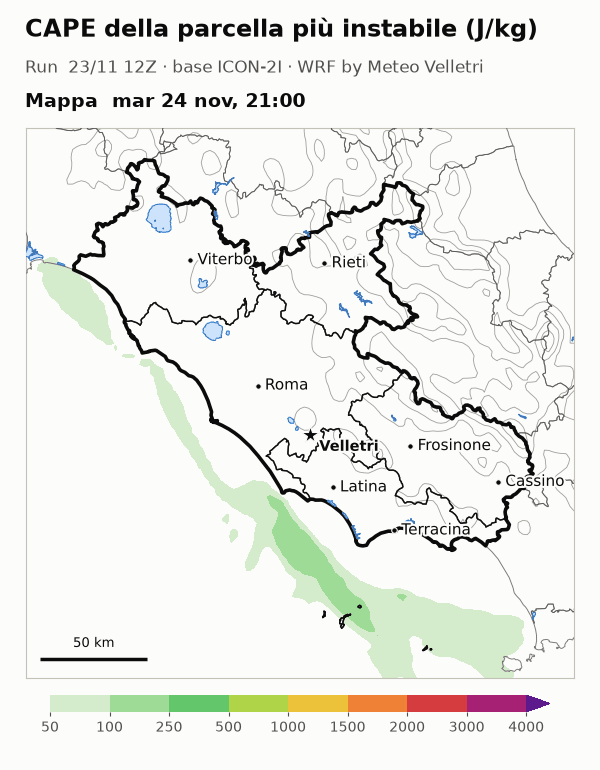 CAPE della parcella più instabile (J/kg)
Run 23/11 12Z · base ICON-2I · WRF by Meteo Velletri
Mappa mar 24 nov, 21:00
Viterbo
Rieti
Roma
Velletri
Frosinone
Latina
Cassino
Terracina
50 km
50 100 250 500 1000 1500 2000 3000 4000